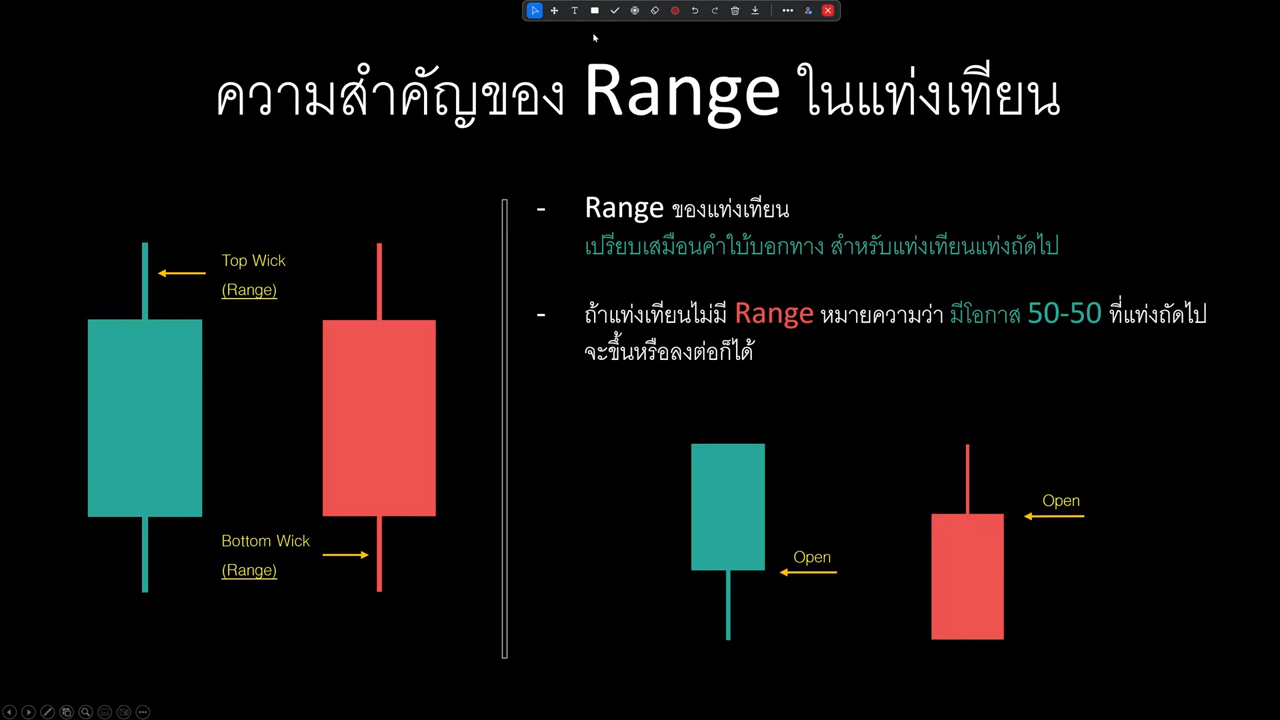 ความสำคัญของ Range ในแท่งเทียน
- Range ของแท่งเทียน
เปรียบเสมือนคำใบ้บอกทาง สำหรับแท่งเทียนแท่งถัดไป
- ถ้าแท่งเทียนไม่มี Range หมายความว่า มีโอกาส 50-50 ที่แท่งถัดไป
จะขึ้นหรือลงต่อก็ได้
Top Wick
(Range)
Bottom Wick
(Range)
Open
Open